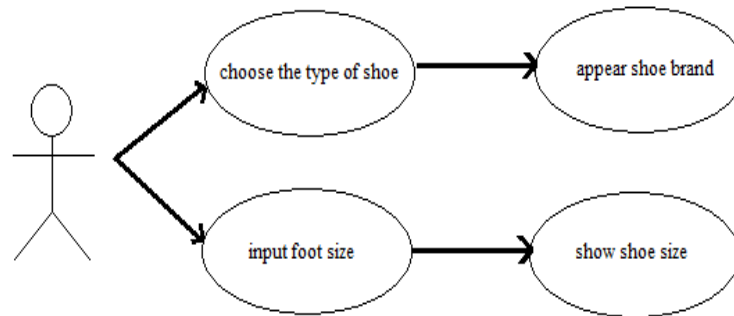 choose the type of shoe
appear shoe brand
input foot size
show shoe size